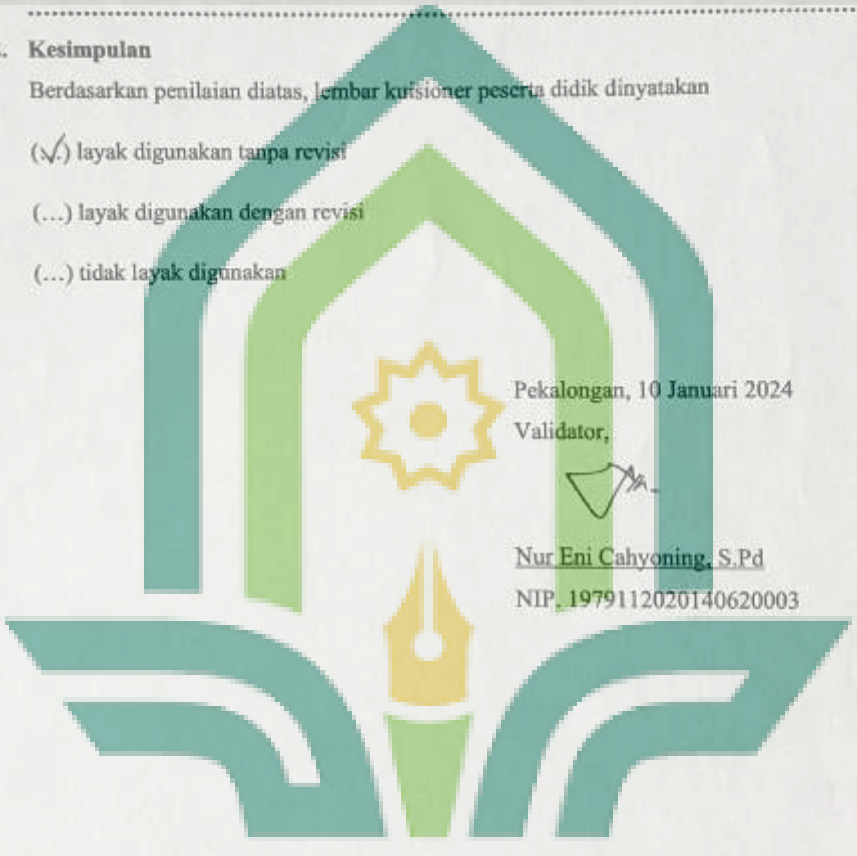 Kesimpulan
Berdasarkan penilaian diatas, lembar kuisioner peserta didik dinyatakan
(√.) layak digunakan tanpa revisi
(...) layak digunakan dengan revisi
(...) tidak layak digunakan
Pekalongan, 10 Januari 2024
Validator,
Nur Eni Cahyoning, S.Pd
NIP. 1979112020140620003